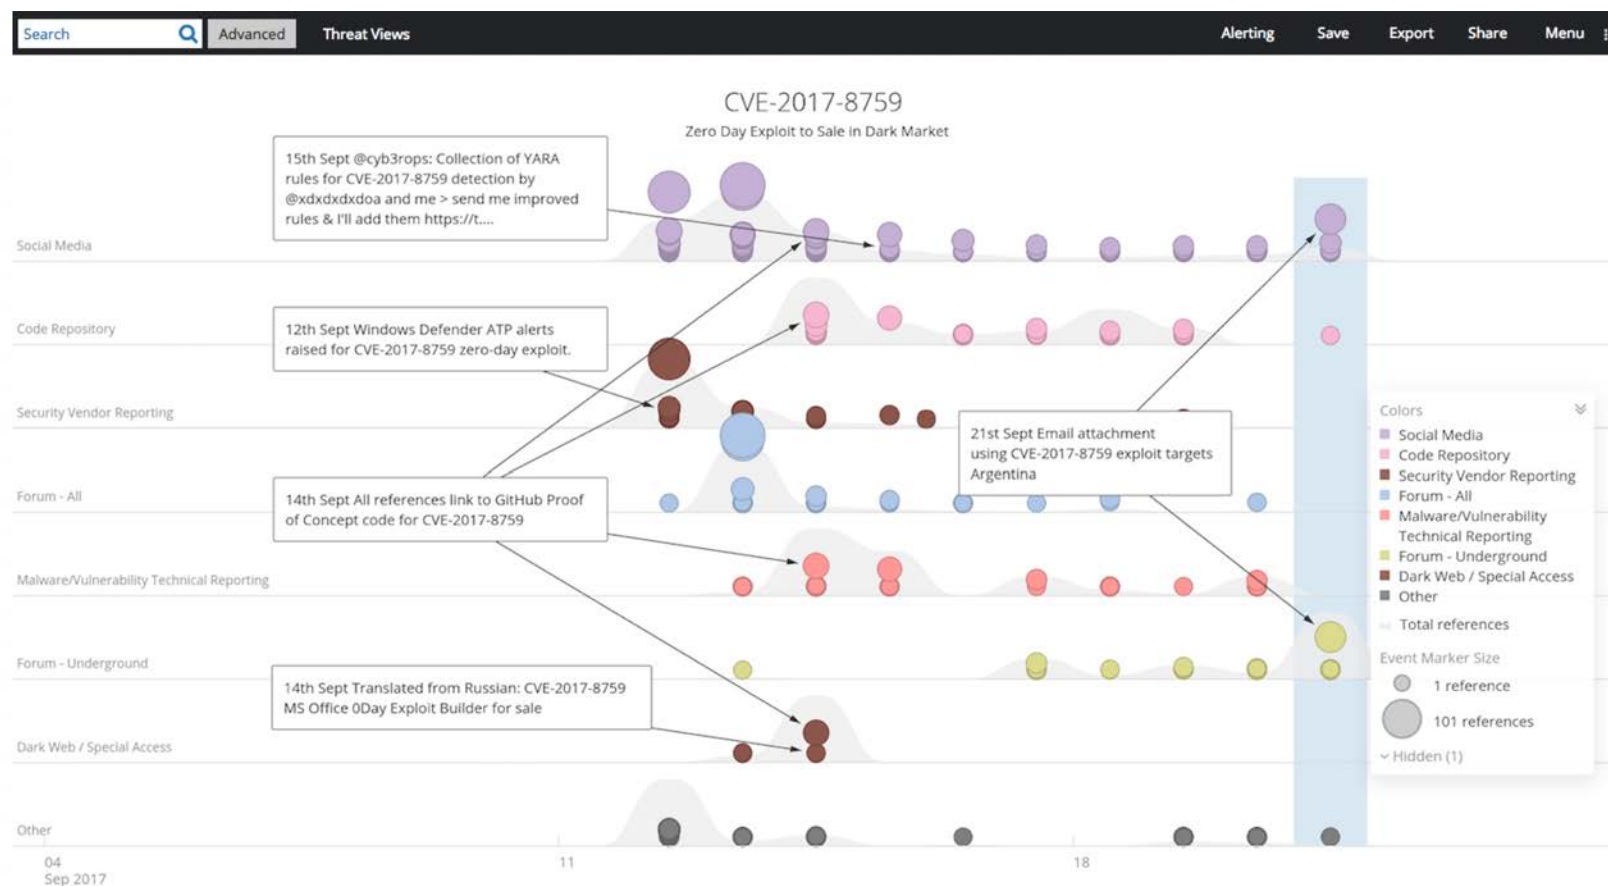 Search
Advanced
Threat Views
Alerting
Save
Export
Share
Menu
CVE-2017-8759
Zero Day Exploit to Sale in Dark Market
15th Sept @cyb3rops: Collection of YARA
rules for CVE-2017-8759 detection by
@xdxdxdxdoa and me > send me improved
rules & I'll add them https://t....
Social Media
Code Repository
12th Sept Windows Defender ATP alerts
raised for CVE-2017-8759 zero-day exploit.
Security Vendor Reporting
21st Sept Email attachment
using CVE-2017-8759 exploit targets
Argentina
Forum - All
14th Sept All references link to GitHub Proof
of Concept code for CVE-2017-8759
Malware/Vulnerability Technical Reporting
Forum - Underground
14th Sept Translated from Russian: CVE-2017-8759
MS Office 0Day Exploit Builder for sale
Dark Web / Special Access
Other
04
Sep 2017
11
18
Colors
Social Media
Code Repository
Security Vendor Reporting
Forum - All
Malware/Vulnerability
Technical Reporting
Forum - Underground
Dark Web / Special Access
Other
Total references
Event Marker Size
1 reference
101 references
Hidden (1)